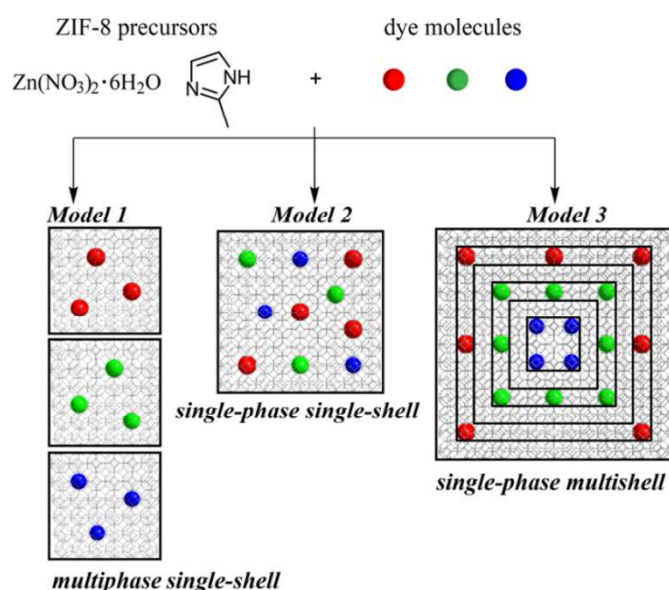 ZIF-8 precursors dye molecules
Zn(NO₃)₂·6H₂O N NH +
Model 1 Model 2 Model 3
single-phase single-shell
single-phase multishell
multiphase single-shell